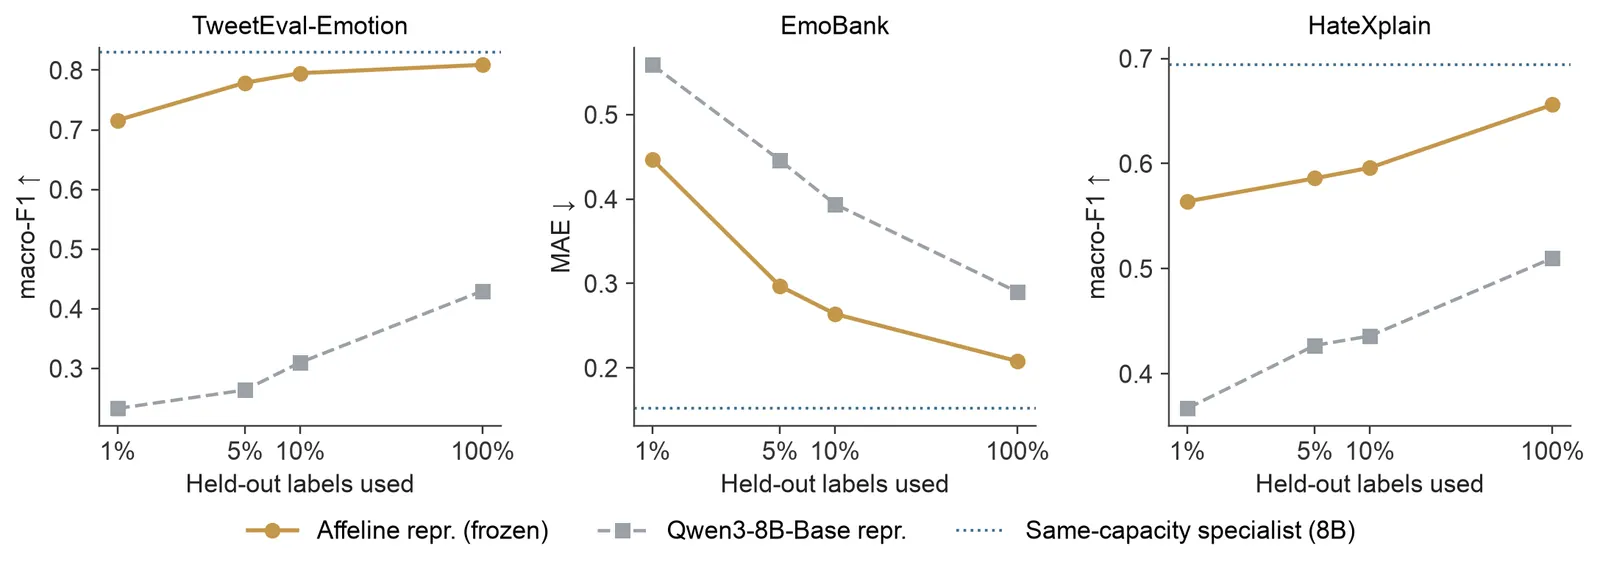 TweetEval-Emotion
macro-F1 ↑
0.8
0.7
0.6
0.5
0.4
0.3
1% 5% 10% 100%
Held-out labels used
EmoBank
MAE ↓
0.5
0.4
0.3
0.2
1% 5% 10% 100%
Held-out labels used
HateXplain
macro-F1 ↑
0.7
0.6
0.5
0.4
1% 5% 10% 100%
Held-out labels used
Affeline repr. (frozen) Qwen3-8B-Base repr. Same-capacity specialist (8B)